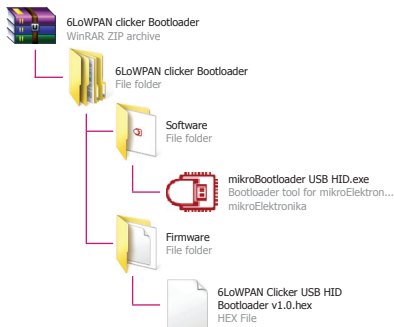 6LoWPAN clicker Bootloader
WinRAR ZIP archive
6LoWPAN clicker Bootloader
File folder
Software
File folder
mikroBootloader USB HID.exe
Bootloader tool for mikroElektron...
mikroElektronika
Firmware
File folder
6LoWPAN Clicker USB HID
Bootloader v1.0.hex
HEX File